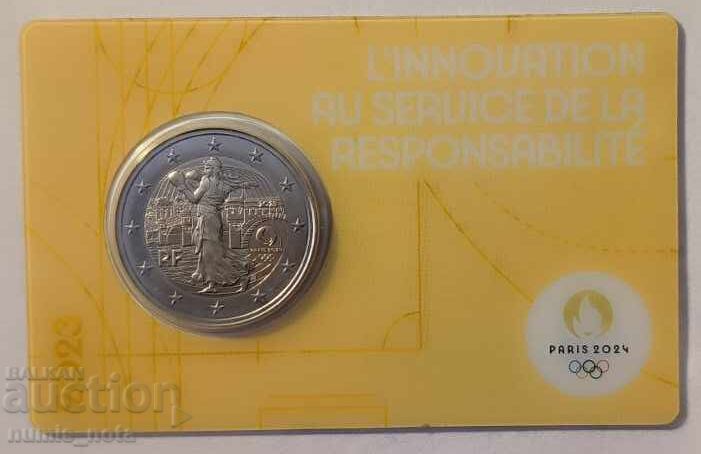 L'INNOVATION
AU SERVICE DE LA
RESPONSABILITÉ
RF
2023
PARIS 2024
BALKAN
auction
numis_nota